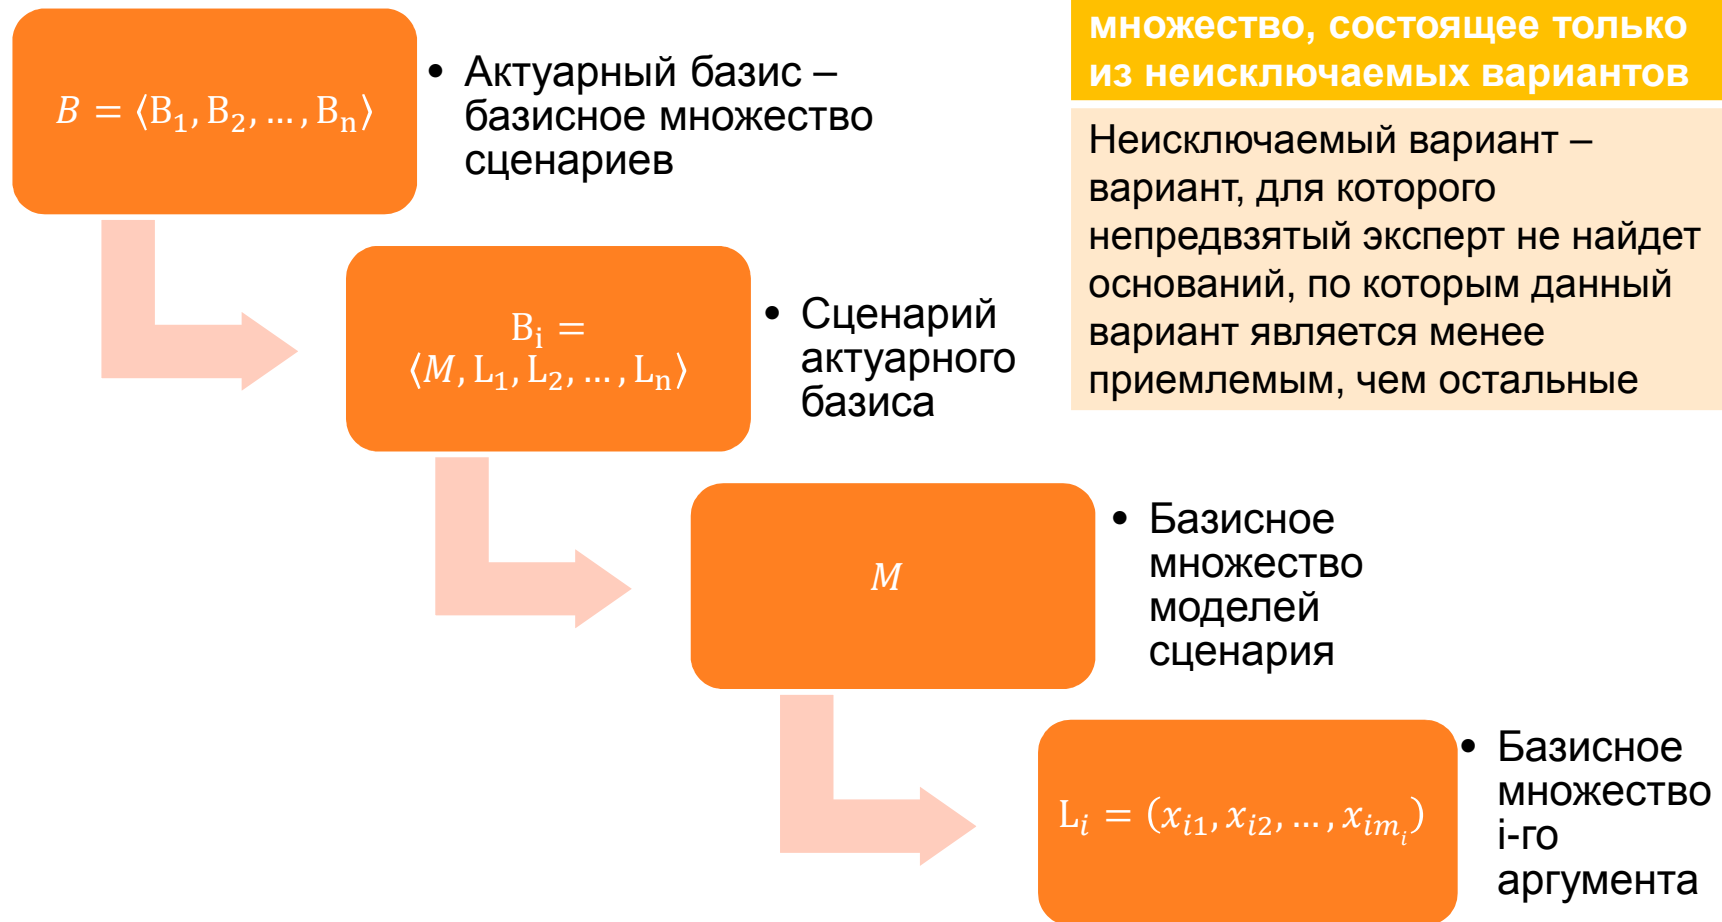 B = ⟨B₁, B₂, …, Bₙ⟩
• Актуарный базис –
базисное множество
сценариев
множество, состоящее только
из неисключаемых вариантов
Неисключаемый вариант –
вариант, для которого
непредвзятый эксперт не найдет
оснований, по которым данный
вариант является менее
приемлемым, чем остальные
Bᵢ =
⟨M, L₁, L₂, …, Lₙ⟩
• Сценарий
актуарного
базиса
M
• Базисное
множество
моделей
сценария
Lᵢ = (xᵢ₁, xᵢ₂, …, x_{im_i})
• Базисное
множество
i-го
аргумента